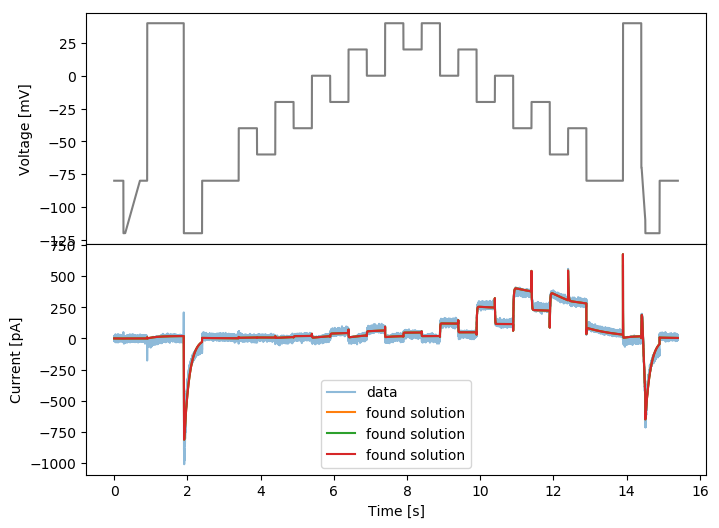 Voltage [mV]
25
0
−25
−50
−75
−100
−125
Current [pA]
750
500
250
0
−250
−500
−750
−1000
data
found solution
found solution
found solution
0 2 4 6 8 10 12 14 16
Time [s]